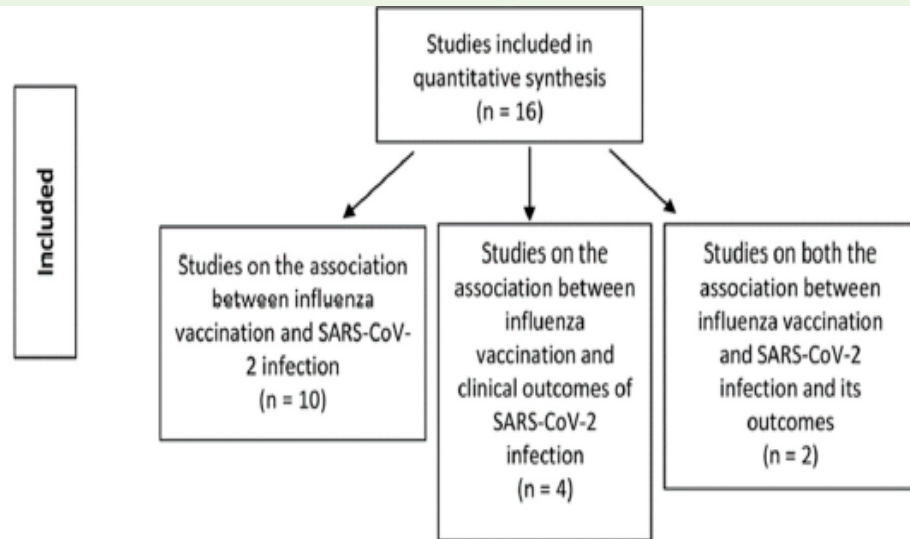 Included
Studies included in
quantitative synthesis
(n = 16)
Studies on the association
between influenza
vaccination and SARS-CoV-
2 infection
(n = 10)
Studies on the
association between
influenza
vaccination and
clinical outcomes of
SARS-CoV-2
infection
(n = 4)
Studies on both the
association between
influenza vaccination
and SARS-CoV-2
infection and its
outcomes
(n = 2)